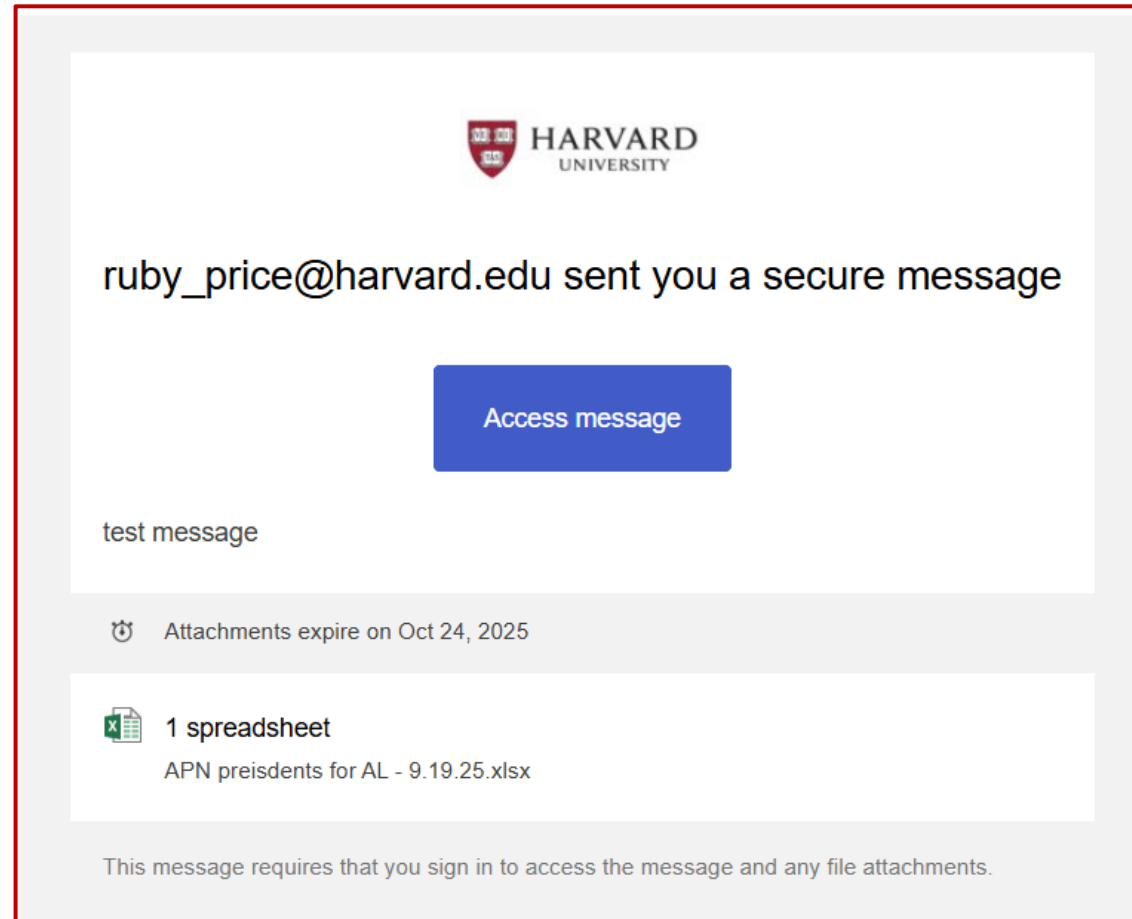 HARVARD
UNIVERSITY
ruby_price@harvard.edu sent you a secure message
Access message
test message
Attachments expire on Oct 24, 2025
1 spreadsheet
APN preisdents for AL - 9.19.25.xlsx
This message requires that you sign in to access the message and any file attachments.